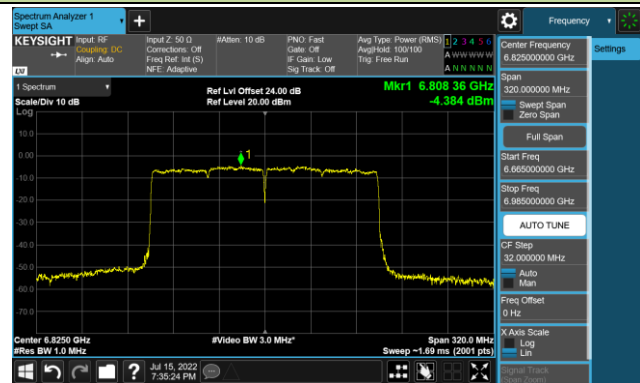 Spectrum Analyzer 1
Swept SA
Frequency
KEYSIGHT
Input: RF
Coupling: DC
Align: Auto
Input Z: 50 Ω
Corrections: Off
Freq Ref: Int (S)
NFE: Adaptive
#Atten: 10 dB
PNO: Fast
Gate: Off
IF Gain: Low
Sig Track: Off
Avg Type: Power (RMS)
Avg|Hold: 100/100
Trig: Free Run
1 2 3 4 5 6
A W W W W W
A N N N N N
LXI
1 Spectrum
Scale/Div 10 dB
Log
Ref Lvl Offset 24.00 dB
Ref Level 20.00 dBm
Mkr1 6.808 36 GHz
-4.384 dBm
1
10.0
0.00
-10.0
-20.0
-30.0
-40.0
-50.0
-60.0
-70.0
Center 6.8250 GHz
#Res BW 1.0 MHz
#Video BW 3.0 MHz*
Span 320.0 MHz
Sweep ~1.69 ms (2001 pts)
Center Frequency
6.825000000 GHz
Settings
Span
320.000000 MHz
Swept Span
Zero Span
Full Span
Start Freq
6.665000000 GHz
Stop Freq
6.985000000 GHz
AUTO TUNE
CF Step
32.000000 MHz
Auto
Man
Freq Offset
0 Hz
X Axis Scale
Log
Lin
Signal Track
(Span Zoom)
?
Jul 15, 2022
7:35:24 PM